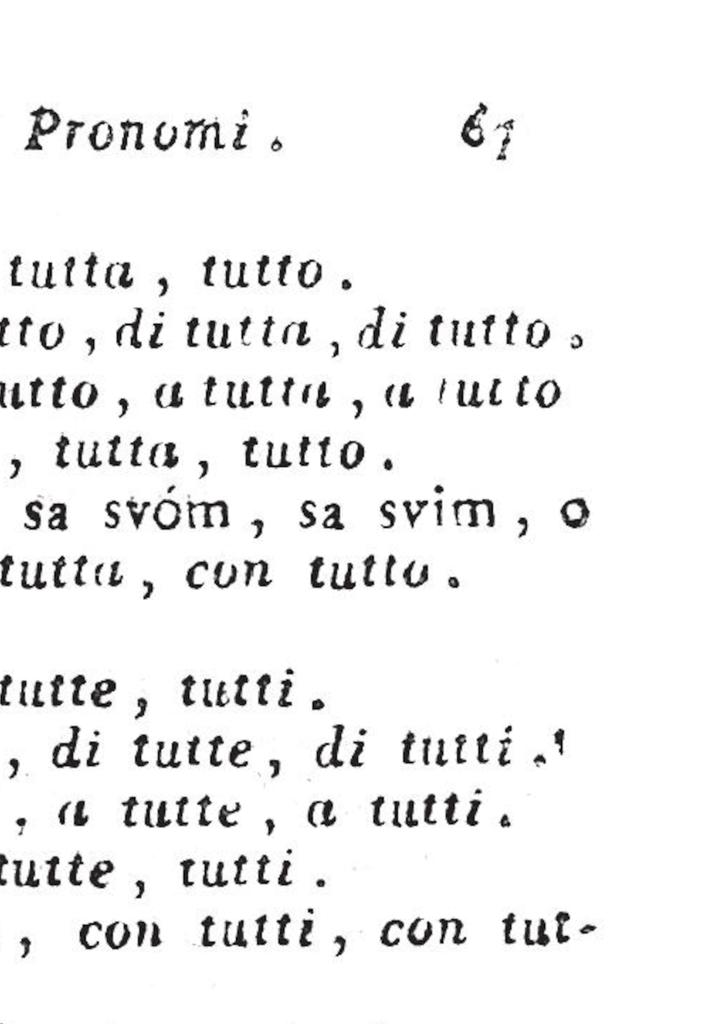 Pronomi. 67
tutta, tutto.
tto, di tutta, di tutto.
utto, a tutta, a tutto
, tutta, tutto.
sa svóm, sa svim, o
tutta, con tutto.
tutte, tutti.
, di tutte, di tutti.
, a tutte, a tutti.
tutte, tutti.
, con tutti, con tut-